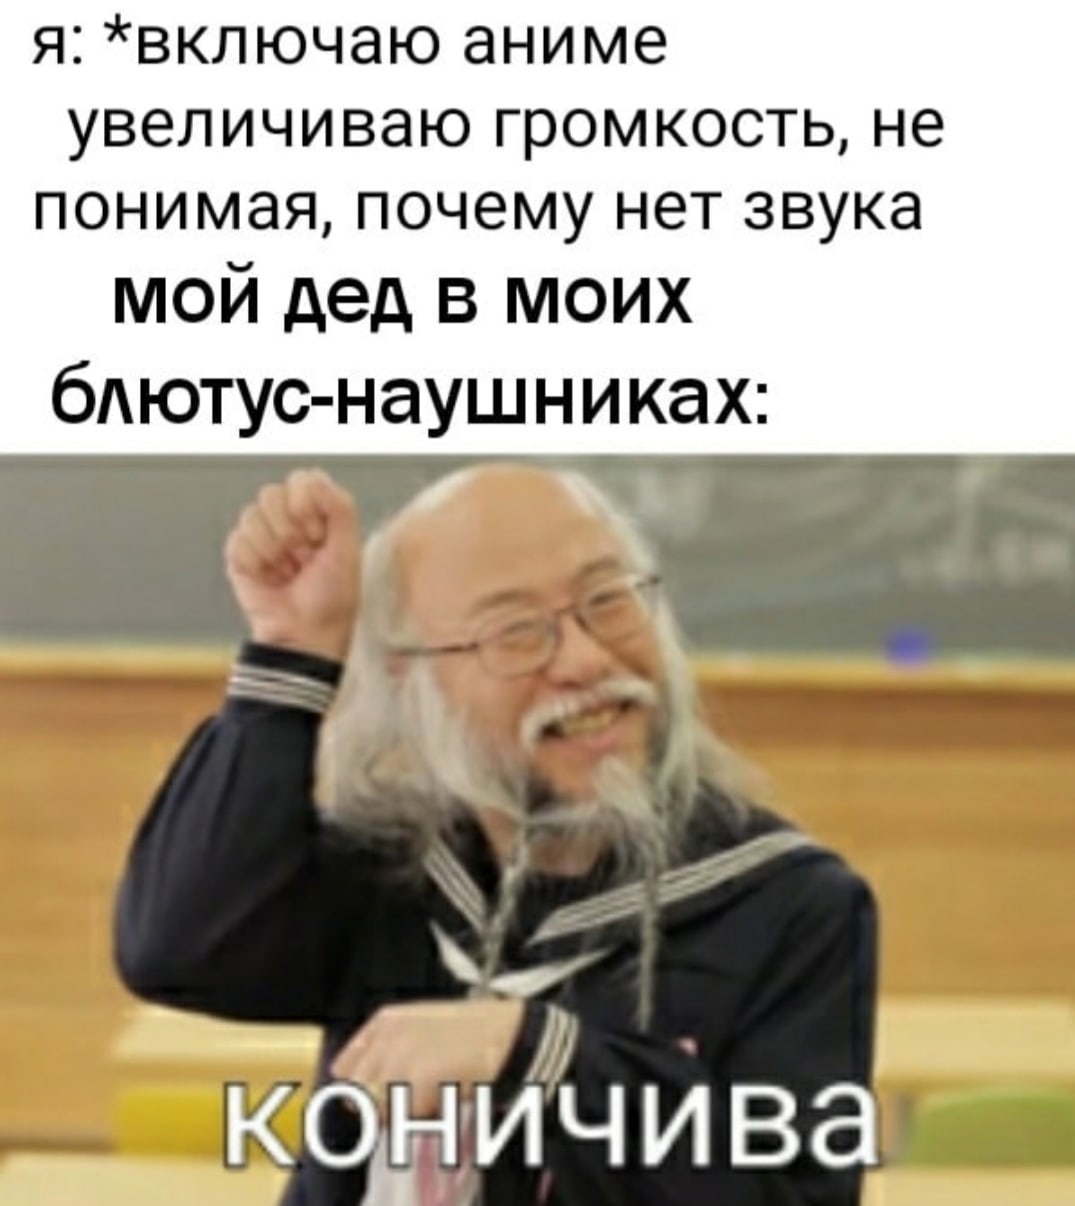 я: *включаю аниме
увеличиваю громкость, не
понимая, почему нет звука
мой дед в моих
блютус-наушниках:
коничива